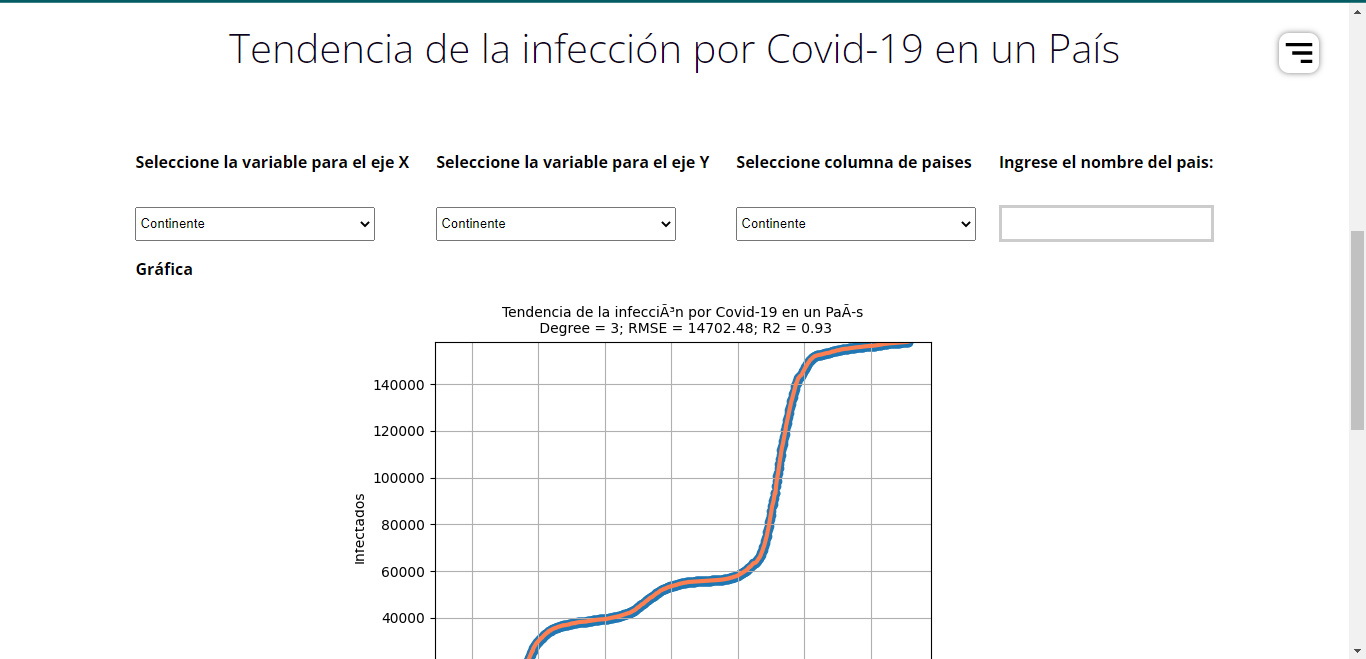 Tendencia de la infección por Covid-19 en un País
Seleccione la variable para el eje X
Seleccione la variable para el eje Y
Seleccione columna de paises
Ingrese el nombre del pais:
Continente
Continente
Continente
Gráfica
Tendencia de la infecciÃ³n por Covid-19 en un PaÃ-s
Degree = 3; RMSE = 14702.48; R2 = 0.93
140000
120000
100000
80000
60000
40000
Infectados